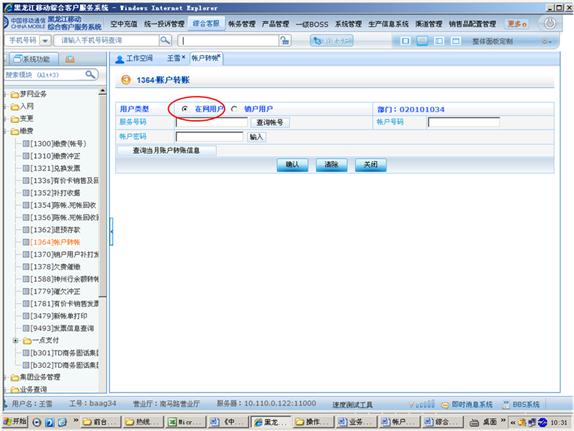 黑龙江移动综合客户服务系统 - Windows Internet Explorer
中国移动通信 CHINA MOBILE 黑龙江移动 综合客户服务系统
空中充值 统一投诉管理 综合客服 帐务管理 产品管理 一级BOSS 系统管理 生产信息系统 渠道管理 销售品配置管理 更多
手机号码 请输入手机号码查询 整体面板定制
系统功能
工作空间 王雪 帐户转帐
搜索模块 (Alt+3)
1364账户转账
梦网业务
入网
变更
缴费
[1300]缴费(帐号)
[1310]缴费冲正
[1321]兑换发票
[133s]有价卡销售及回
[1352]补打收据
[1354]陈帐、死帐回收
[1356]陈帐、死帐回收
[1362]退预存款
[1364]帐户转帐
[1370]销户用户补打发
[1378]欠费催缴
[1588]神州行余额转帐
[1779]催欠冲正
[1781]有价卡销售发票
[3479]新帐单打印
[9493]发票信息查询
一点支付
[b301]TD商务固话集
[b302]TD商务固话集
集团业务管理
业务查询
用户类型 在网用户 销户用户 部门：020101034
服务号码 查询帐号 帐户号码
帐户密码 输入
查询当月账户转账信息
确认 清除 关闭
用户名：王雪 工号：baag34 营业厅：南马路营业厅 服务器：10.110.0.122:11000 速度测试工具 即时消息系统 BBS系统
开始 前台... 热线... Micr... 《中... 黑龙... 操作... 业务... 帐户... 综合... 桌面 10:31